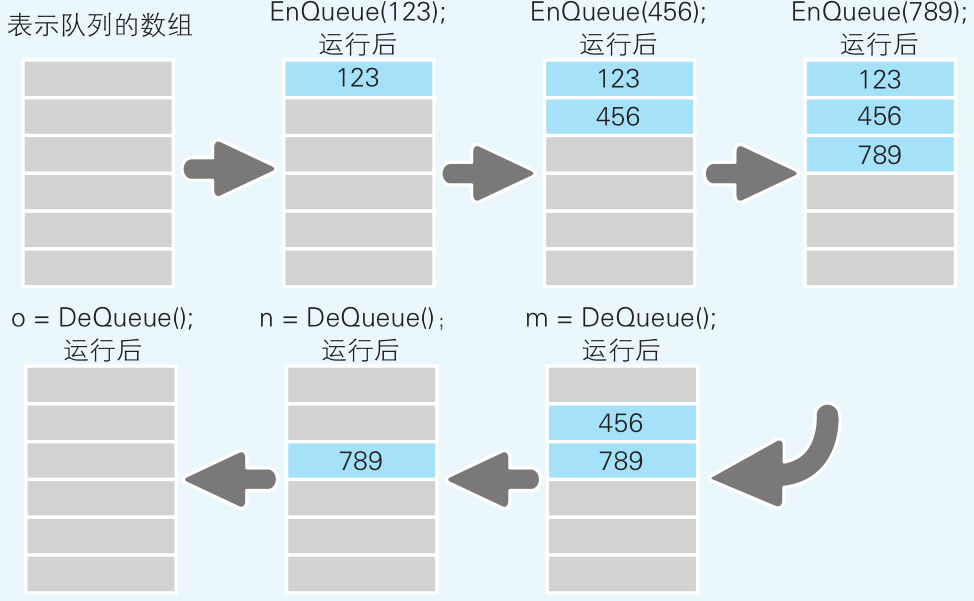 表示队列的数组
EnQueue(123);
运行后
123
EnQueue(456);
运行后
123
456
EnQueue(789);
运行后
123
456
789
o = DeQueue();
运行后
n = DeQueue();
运行后
789
m = DeQueue();
运行后
456
789